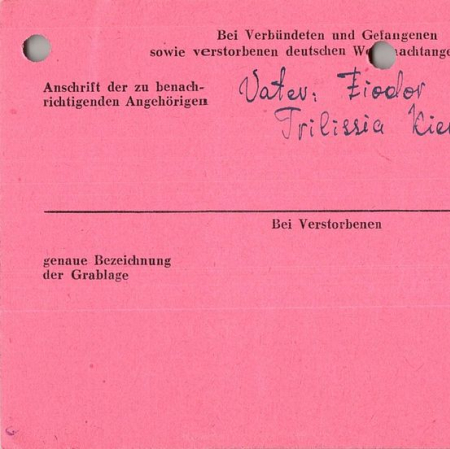 Bei Verbündeten und Gefangenen
sowie verstorbenen deutschen
Anschrift der zu benach-
richtigenden Angehörigen
Vater: Fiodor
Trilissia Kie
Bei Verstorbenen
genaue Bezeichnung
der Grablage